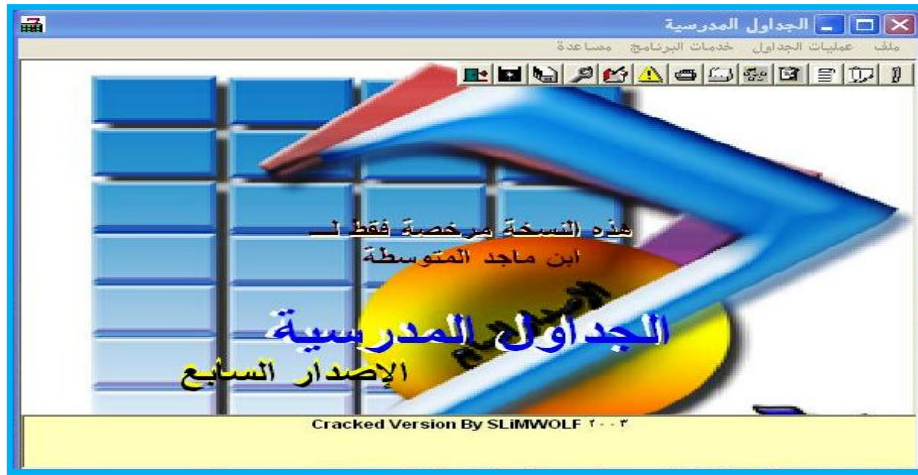 الجداول المدرسية
ملف عمليات الجداول خدمات البرنامج مساعدة
هذه النسخة مرخصة فقط لـــ
ابن ماجد المتوسطة
الجداول المدرسية
الإصدار السابع
Cracked Version By SLiMWOLF ٢٠٠٣